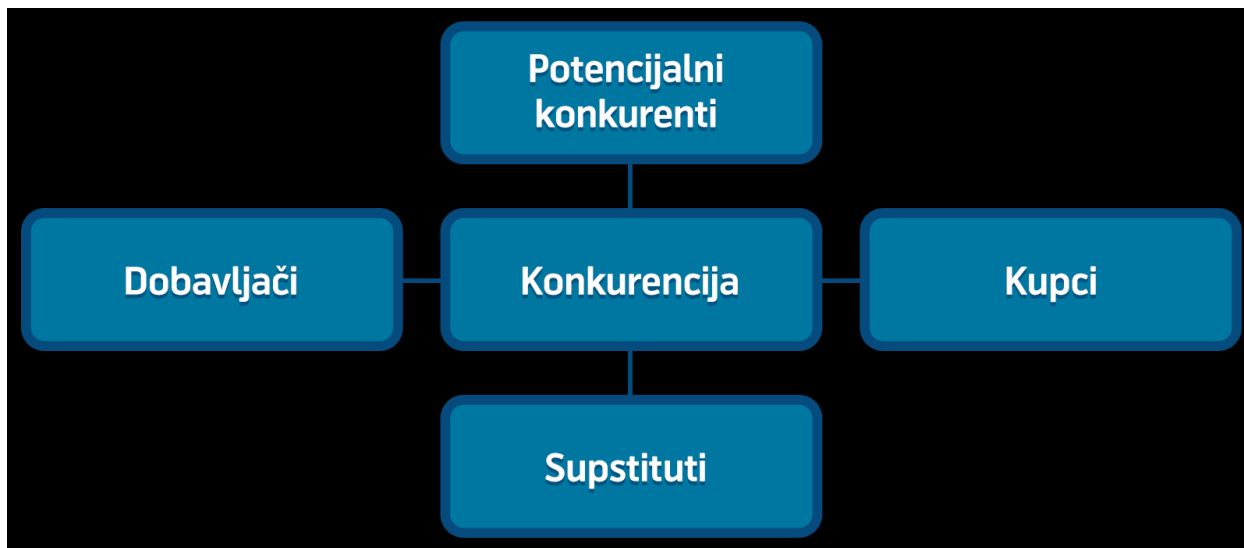 Potencijalni
konkurenti
Dobavljači
Konkurencija
Kupci
Supstituti